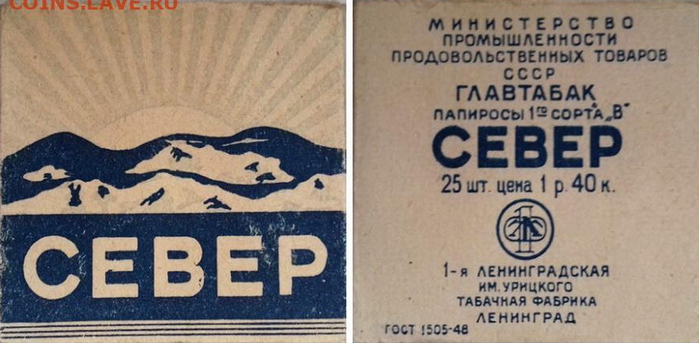 COINS.LAVE.RU
СЕВЕР
МИНИСТЕРСТВО
ПРОМЫШЛЕННОСТИ
ПРОДОВОЛЬСТВЕННЫХ ТОВАРОВ
СССР
ГЛАВТАБАК
ПАПИРОСЫ 1го СОРТА „В"
СЕВЕР
25 шт. цена 1 р. 40 к.
1-я ЛЕНИНГРАДСКАЯ
ИМ. УРИЦКОГО
ТАБАЧНАЯ ФАБРИКА
ЛЕНИНГРАД
ГОСТ 1505-48